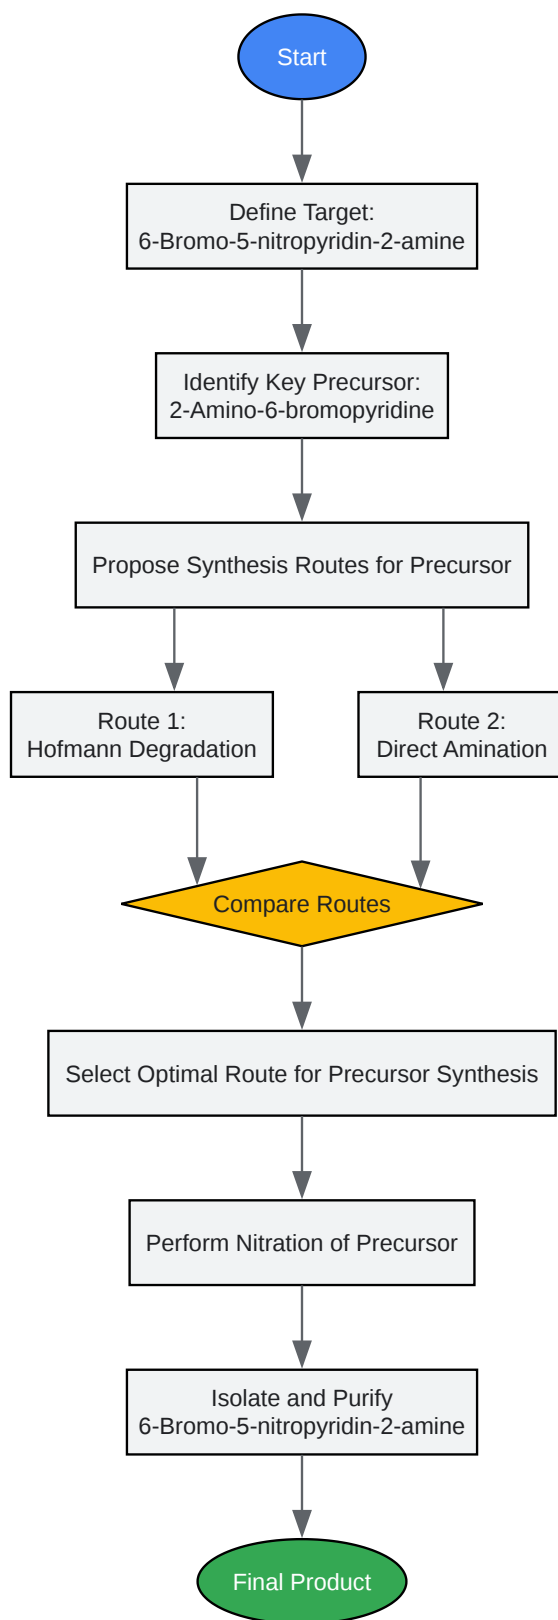 Start
Define Target:
6-Bromo-5-nitropyridin-2-amine
Identify Key Precursor:
2-Amino-6-bromopyridine
Propose Synthesis Routes for Precursor
Route 1:
Hofmann Degradation
Route 2:
Direct Amination
Compare Routes
Select Optimal Route for Precursor Synthesis
Perform Nitration of Precursor
Isolate and Purify
6-Bromo-5-nitropyridin-2-amine
Final Product